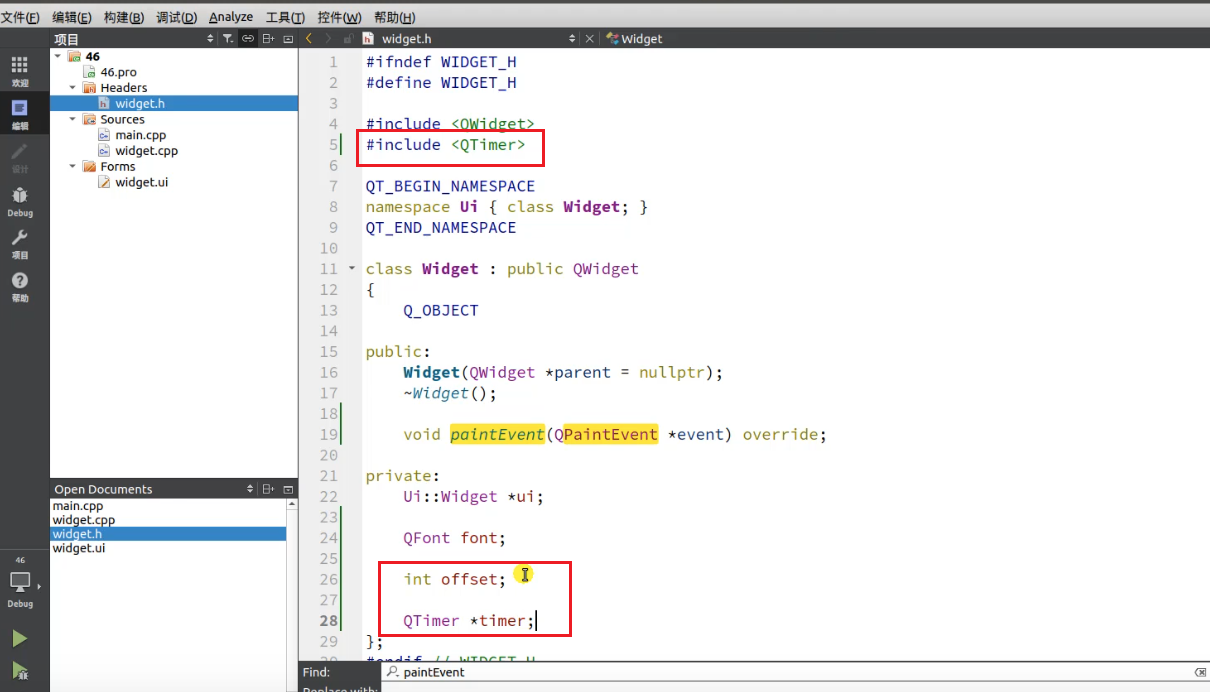 文件(F) 编辑(E) 构建(B) 调试(D) Analyze 工具(T) 控件(W) 帮助(H)
项目
widget.h
Widget
欢迎
编辑
设计
Debug
项目
帮助
46
46.pro
Headers
widget.h
Sources
main.cpp
widget.cpp
Forms
widget.ui
Open Documents
main.cpp
widget.cpp
widget.h
widget.ui
46
Debug
1 #ifndef WIDGET_H
2 #define WIDGET_H
3
4 #include <QWidget>
5 #include <QTimer>
6
7 QT_BEGIN_NAMESPACE
8 namespace Ui { class Widget; }
9 QT_END_NAMESPACE
10
11 class Widget : public QWidget
12 {
13 Q_OBJECT
14
15 public:
16 Widget(QWidget *parent = nullptr);
17 ~Widget();
18
19 void paintEvent(QPaintEvent *event) override;
20
21 private:
22 Ui::Widget *ui;
23
24 QFont font;
25
26 int offset;
27
28 QTimer *timer;
29 };
30 #endif // WIDGET_H
Find: paintEvent
Replace with: